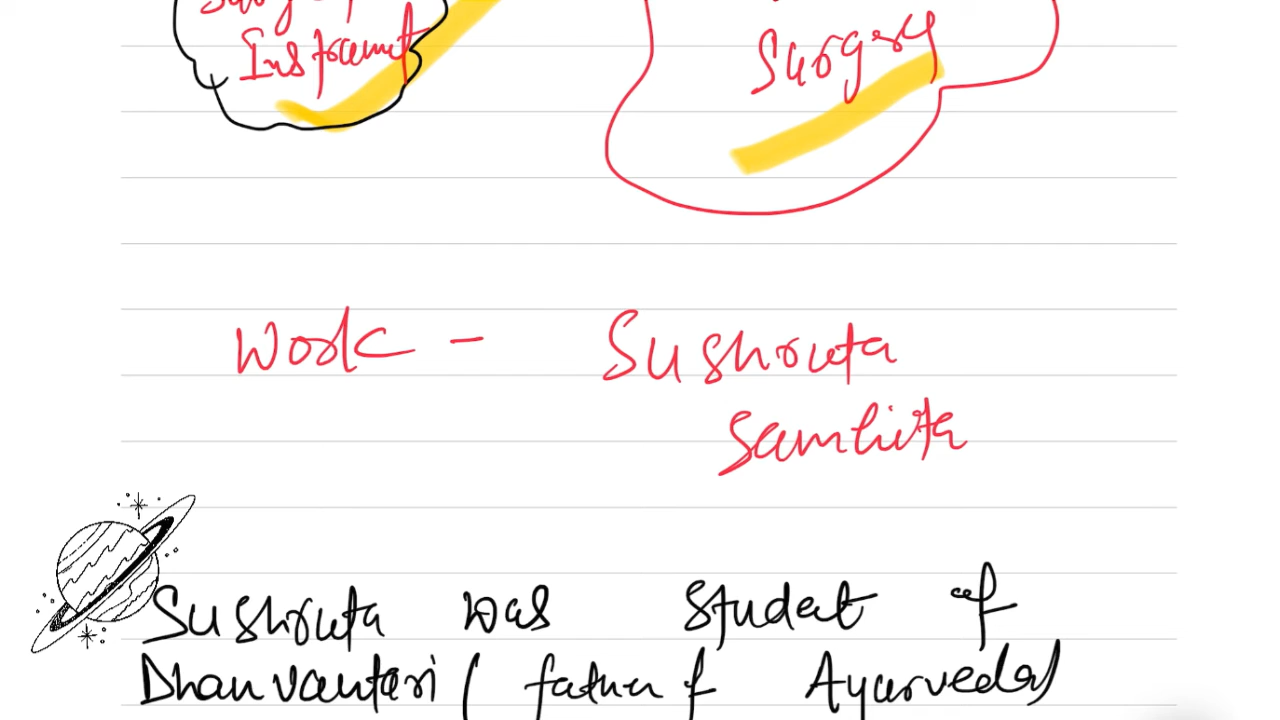 Instrument
Surgery
Work - Sushruta
Samhita
Sushruta was student of
Dhanvantari (father of Ayurveda)